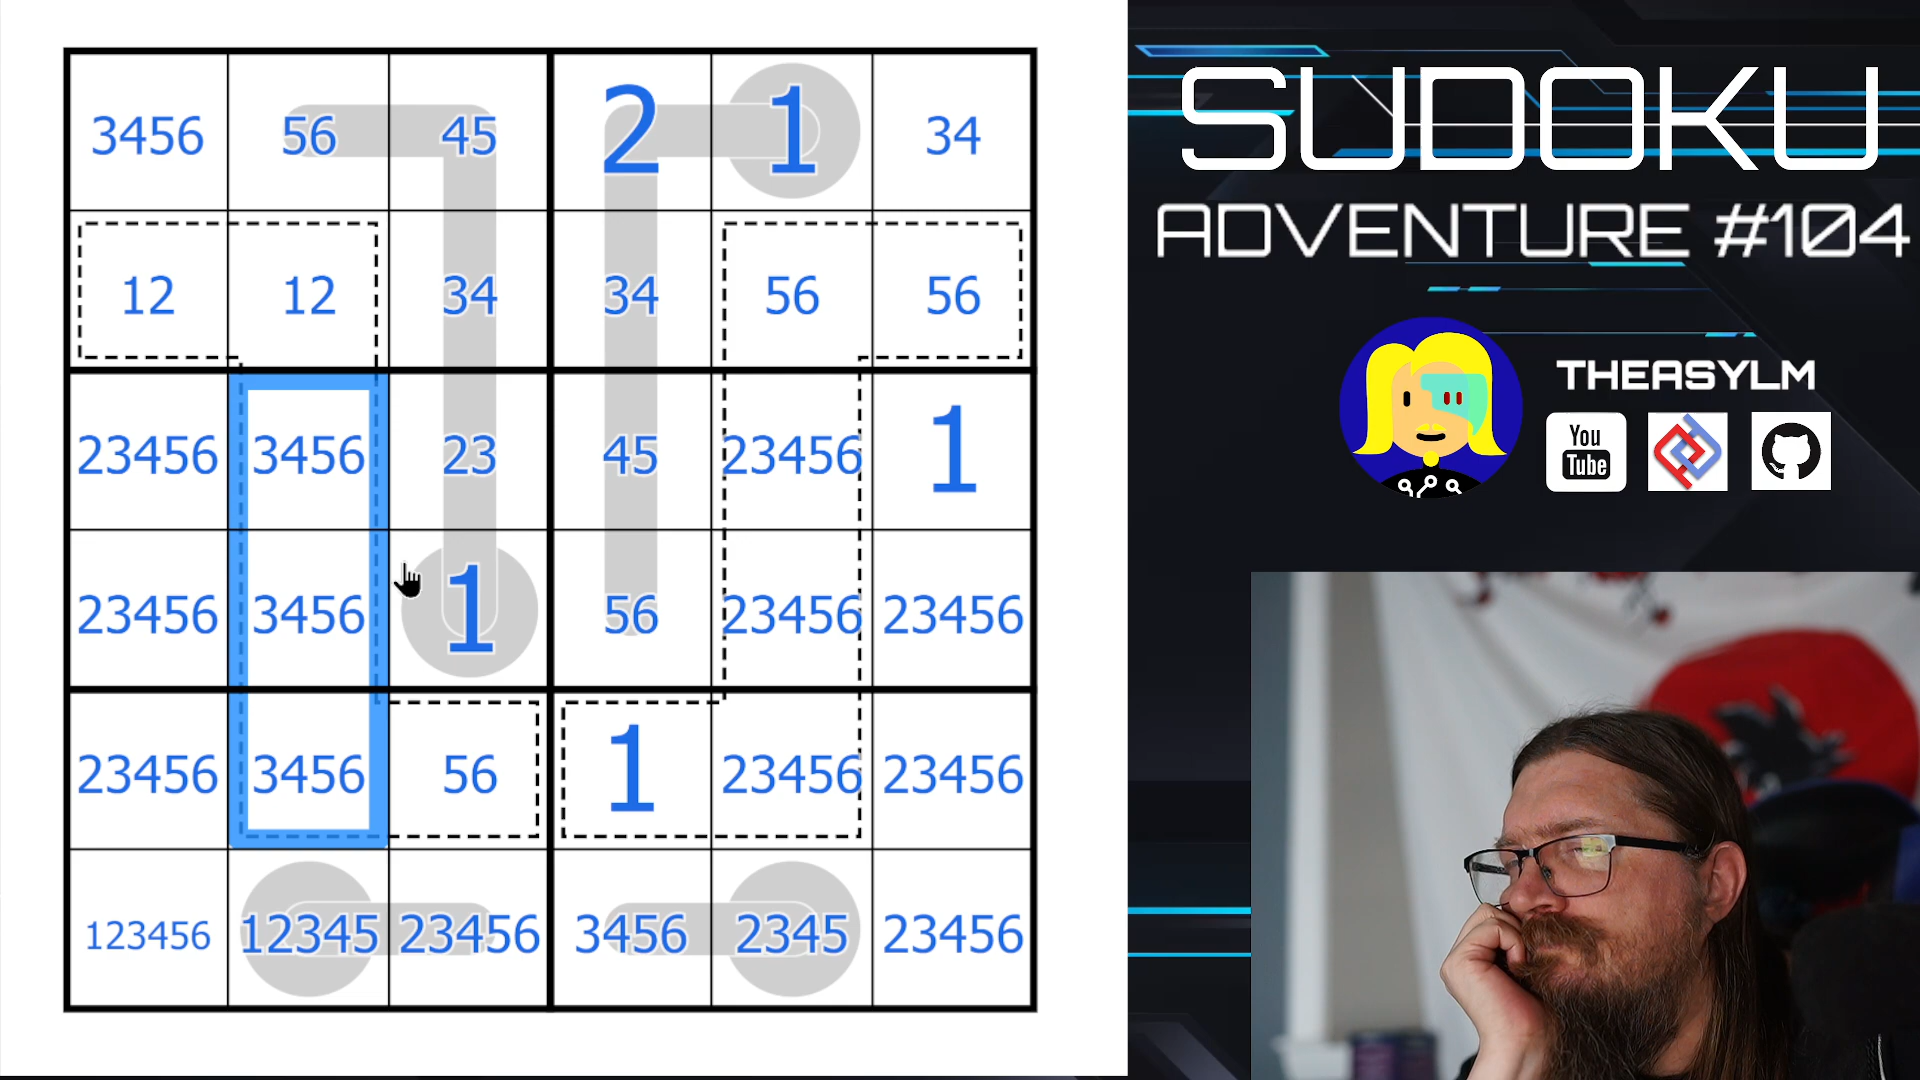 3456 56 45 2 1 34
12 12 34 34 56 56
23456 3456 23 45 23456 1
23456 3456 1 56 23456 23456
23456 3456 56 1 23456 23456
123456 12345 23456 3456 2345 23456
SUDOKU
ADVENTURE #104
THEASYLM
You
Tube